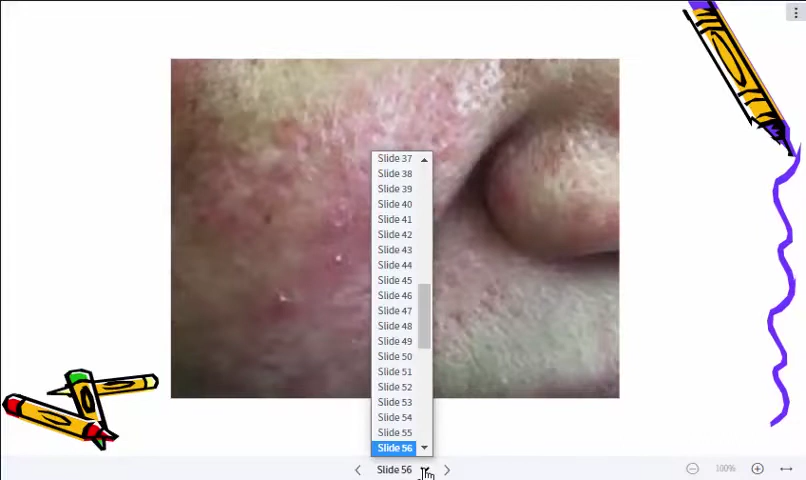 Slide 37
Slide 38
Slide 39
Slide 40
Slide 41
Slide 42
Slide 43
Slide 44
Slide 45
Slide 46
Slide 47
Slide 48
Slide 49
Slide 50
Slide 51
Slide 52
Slide 53
Slide 54
Slide 55
Slide 56
Slide 56
100%